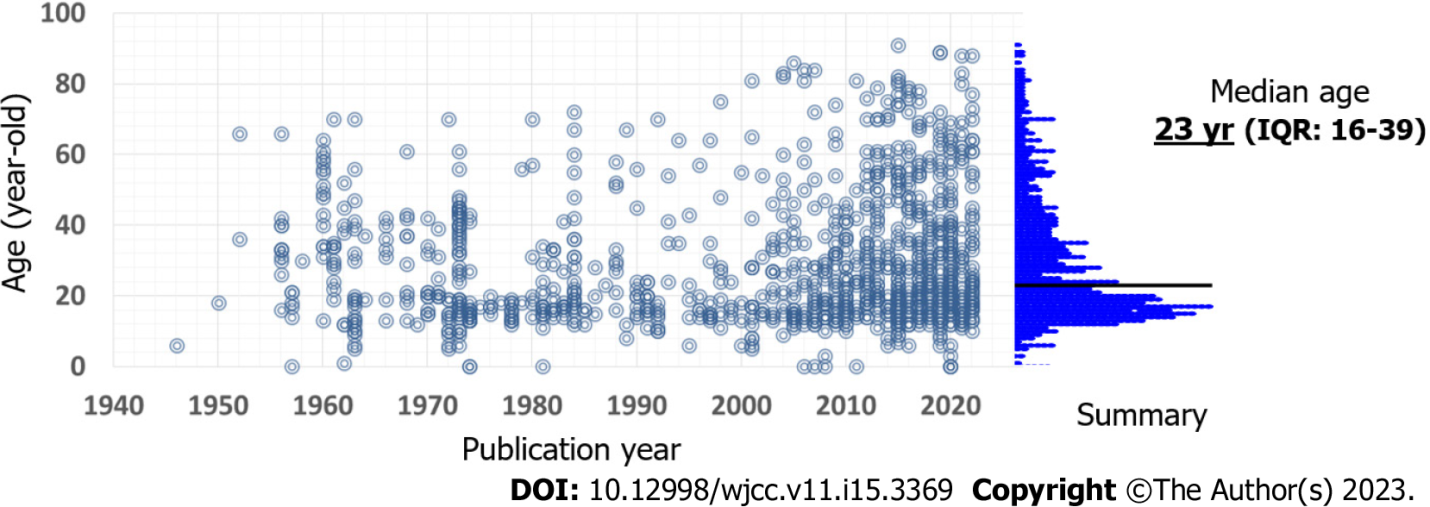 100
80
60
40
20
0
Age (year-old)
1940 1950 1960 1970 1980 1990 2000 2010 2020
Publication year
Median age
23 yr (IQR: 16-39)
Summary
DOI: 10.12998/wjcc.v11.i15.3369 Copyright ©The Author(s) 2023.